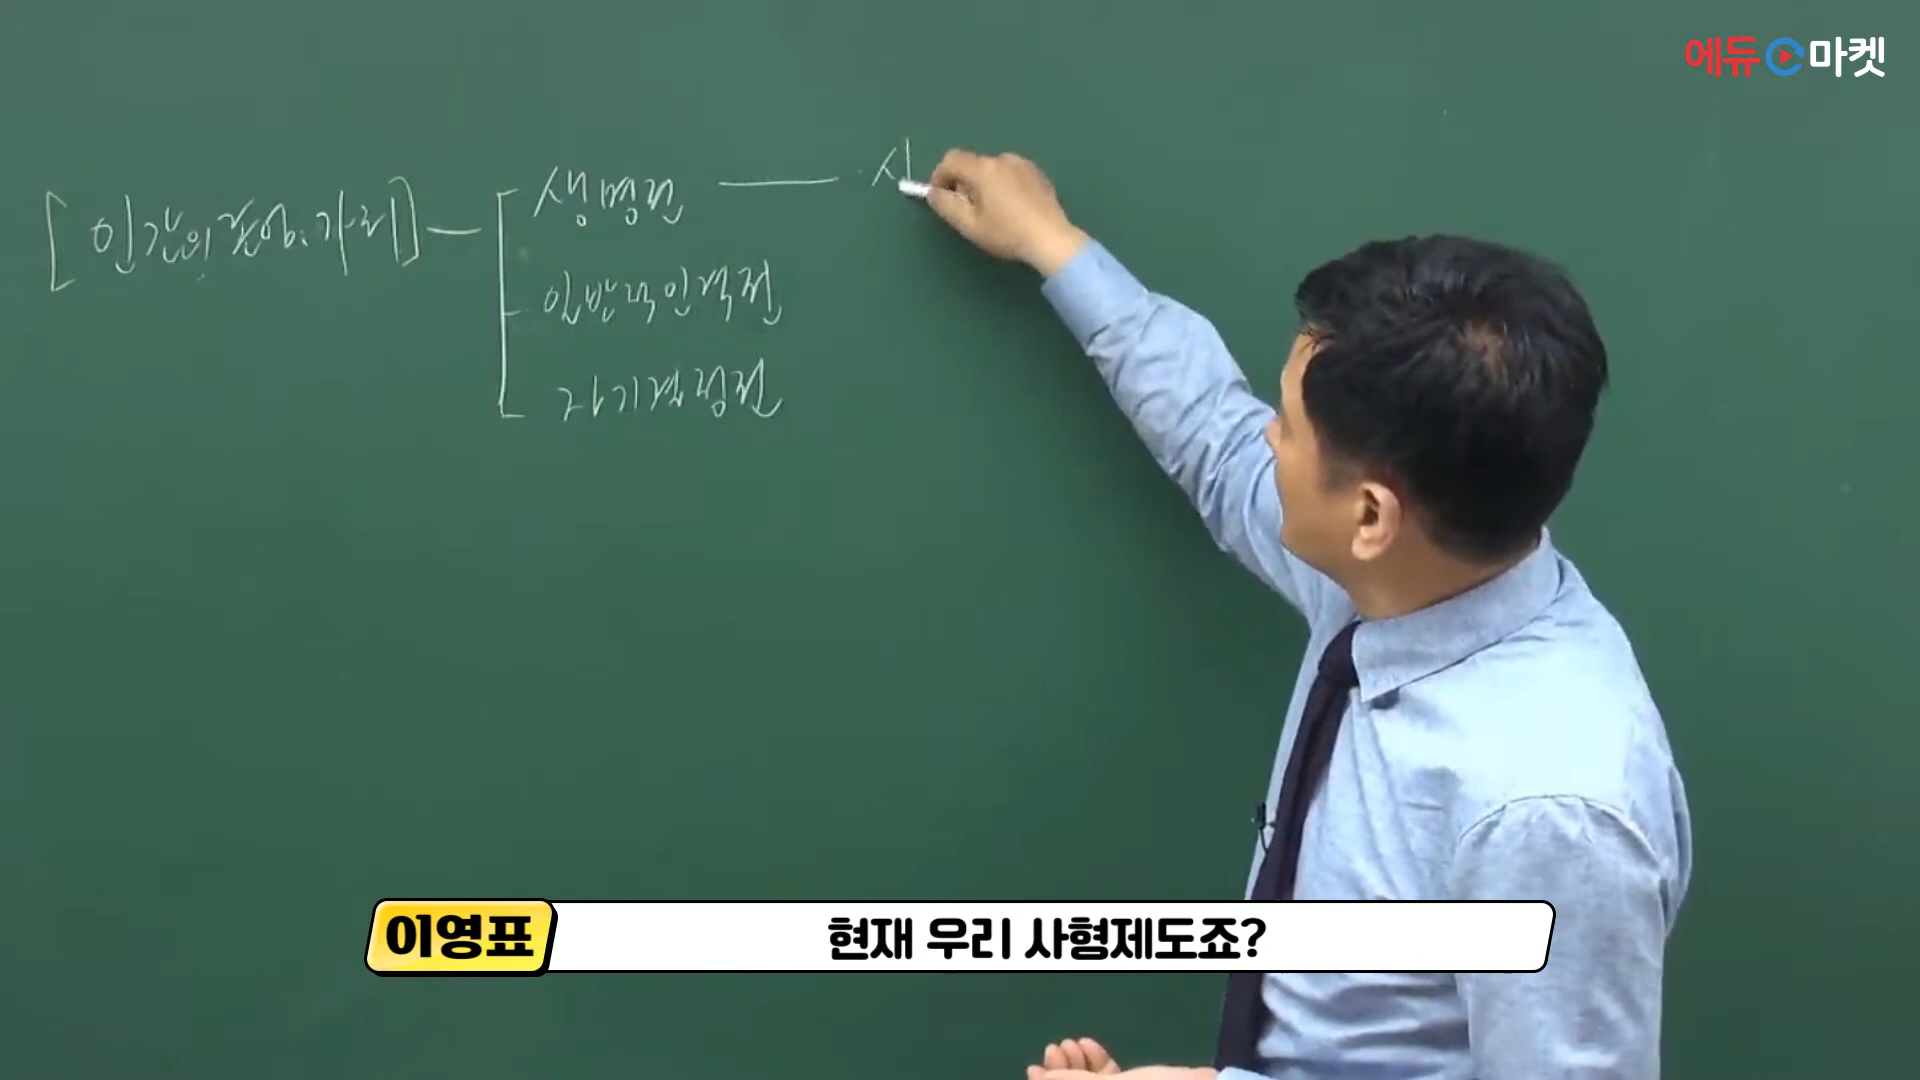 에듀 마켓
[인간의 존엄·가치]
생명권 — 사
일반적인격권
자기결정권
이영표 현재 우리 사형제도죠?